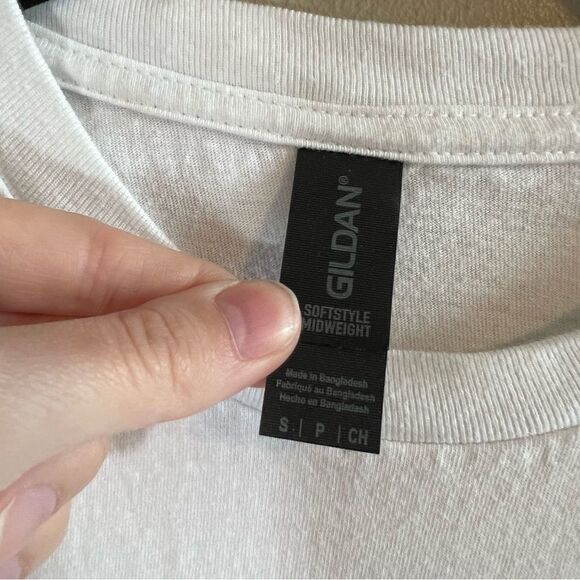 GILDAN®
SOFTSTYLE
MIDWEIGHT
Made in Bangladesh
Fabriqué au Bangladesh
Hecho en Bangladesh
S | P | CH